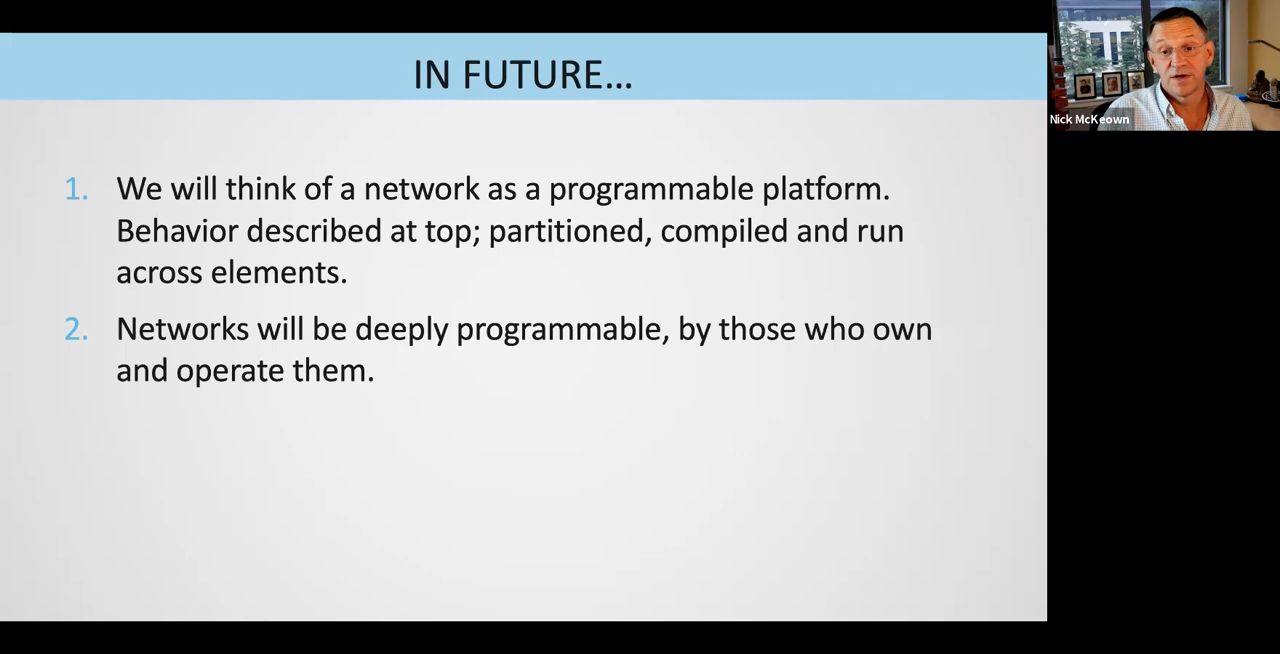 IN FUTURE...
1. We will think of a network as a programmable platform.
Behavior described at top; partitioned, compiled and run
across elements.
2. Networks will be deeply programmable, by those who own
and operate them.
Nick McKeown